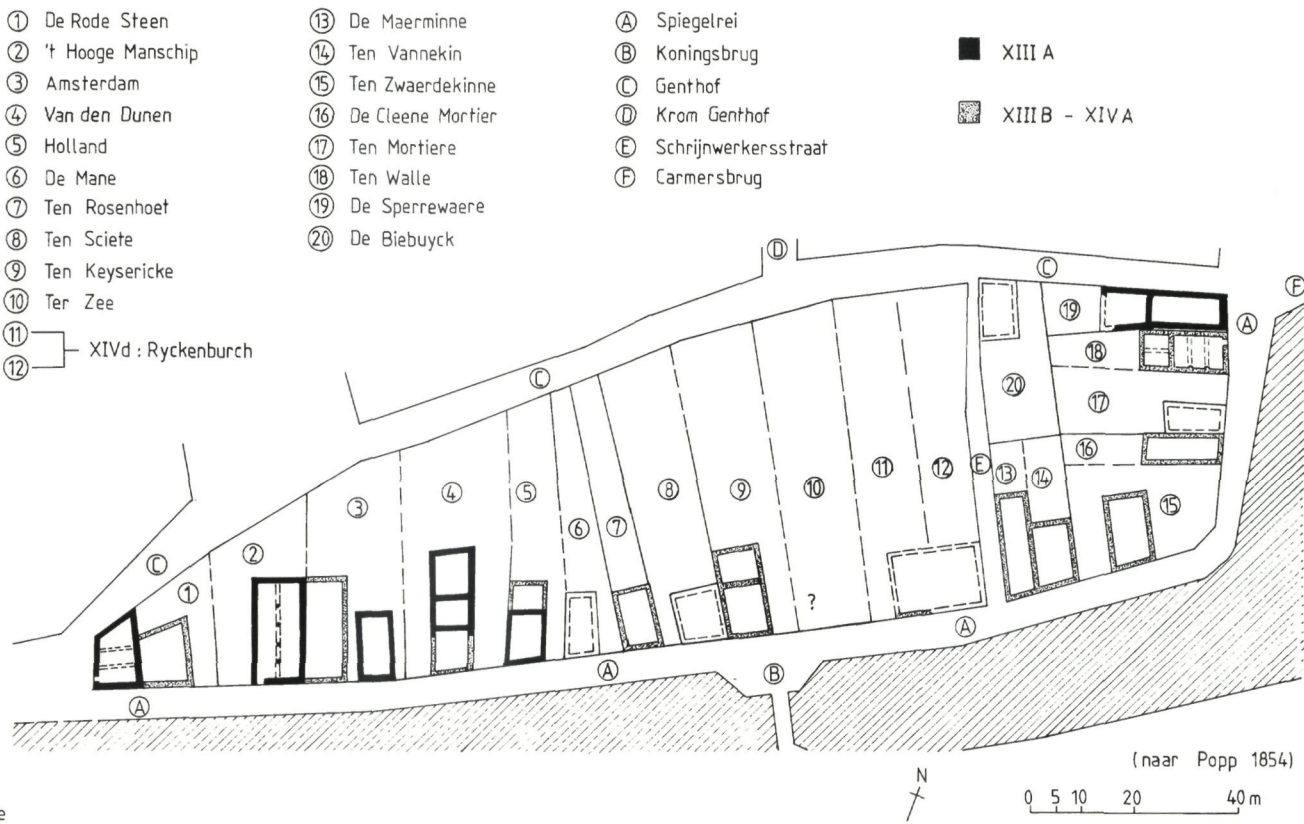 ① De Rode Steen
② 't Hooge Manschip
③ Amsterdam
④ Van den Dunen
⑤ Holland
⑥ De Mane
⑦ Ten Rosenhoet
⑧ Ten Sciete
⑨ Ten Keysericke
⑩ Ter Zee
⑪
⑫
XIVd : Ryckenburch
⑬ De Maerminne
⑭ Ten Vannekin
⑮ Ten Zwaerdekinne
⑯ De Cleene Mortier
⑰ Ten Mortiere
⑱ Ten Walle
⑲ De Sperrewaere
⑳ De Biebuyck
Ⓐ Spiegelrei
Ⓑ Koningsbrug
Ⓒ Genthof
Ⓓ Krom Genthof
Ⓔ Schrijnwerkersstraat
Ⓕ Carmersbrug
XIII A
XIII B - XIV A
Ⓓ
Ⓒ
Ⓕ
⑲
Ⓐ
⑱
Ⓒ
⑳
⑰
⑯
③
④
⑤
⑧
⑨
⑩
⑪
⑫
Ⓔ
⑬
⑭
⑮
⑥
⑦
②
Ⓒ
①
?
Ⓐ
Ⓐ
Ⓑ
Ⓐ
(naar Popp 1854)
N
0 5 10 20 40 m
e